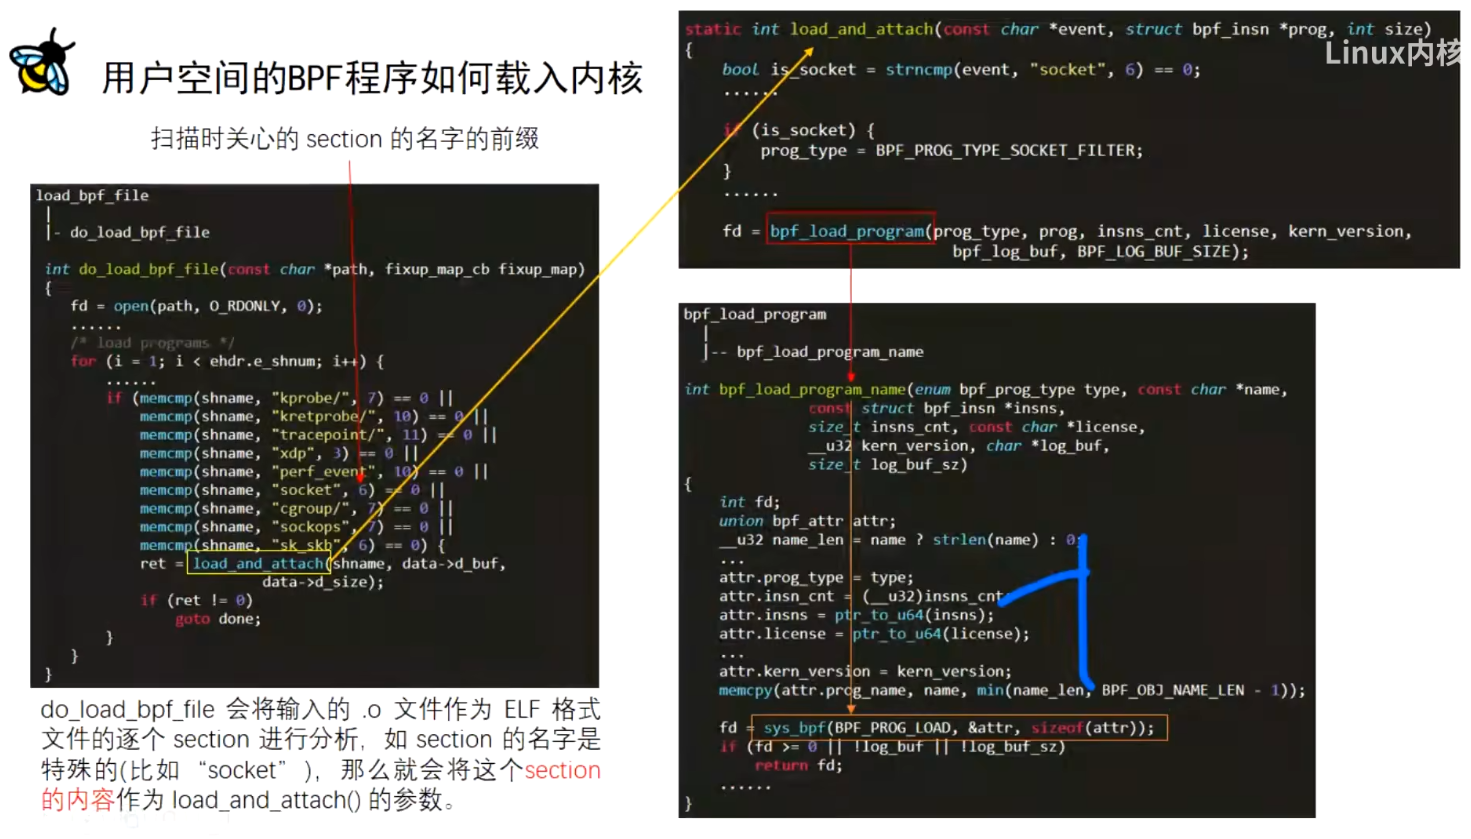 用户空间的BPF程序如何载入内核
扫描时关心的 section 的名字的前缀
load_bpf_file
|
|- do_load_bpf_file
int do_load_bpf_file(const char *path, fixup_map_cb fixup_map)
{
fd = open(path, O_RDONLY, 0);
......
/* load programs */
for (i = 1; i < ehdr.e_shnum; i++) {
......
if (memcmp(shname, "kprobe/", 7) == 0 ||
memcmp(shname, "kretprobe/", 10) == 0 ||
memcmp(shname, "tracepoint/", 11) == 0 ||
memcmp(shname, "xdp", 3) == 0 ||
memcmp(shname, "perf_event", 10) == 0 ||
memcmp(shname, "socket", 6) == 0 ||
memcmp(shname, "cgroup/", 7) == 0 ||
memcmp(shname, "sockops", 7) == 0 ||
memcmp(shname, "sk_skb", 6) == 0) {
ret = load_and_attach(shname, data->d_buf,
data->d_size);
if (ret != 0)
goto done;
}
}
}
do_load_bpf_file 会将输入的 .o 文件作为 ELF 格式
文件的逐个 section 进行分析，如 section 的名字是
特殊的(比如“socket”)，那么就会将这个section
的内容作为 load_and_attach() 的参数。
static int load_and_attach(const char *event, struct bpf_insn *prog, int size)
{
Linux内核
bool is_socket = strncmp(event, "socket", 6) == 0;
......
if (is_socket) {
prog_type = BPF_PROG_TYPE_SOCKET_FILTER;
}
......
fd = bpf_load_program(prog_type, prog, insns_cnt, license, kern_version,
bpf_log_buf, BPF_LOG_BUF_SIZE);
bpf_load_program
|
|-- bpf_load_program_name
int bpf_load_program_name(enum bpf_prog_type type, const char *name,
const struct bpf_insn *insns,
size_t insns_cnt, const char *license,
__u32 kern_version, char *log_buf,
size_t log_buf_sz)
{
int fd;
union bpf_attr attr;
__u32 name_len = name ? strlen(name) : 0;
...
attr.prog_type = type;
attr.insn_cnt = (__u32)insns_cnt;
attr.insns = ptr_to_u64(insns);
attr.license = ptr_to_u64(license);
...
attr.kern_version = kern_version;
memcpy(attr.prog_name, name, min(name_len, BPF_OBJ_NAME_LEN - 1));
fd = sys_bpf(BPF_PROG_LOAD, &attr, sizeof(attr));
if (fd >= 0 || !log_buf || !log_buf_sz)
return fd;
......
}